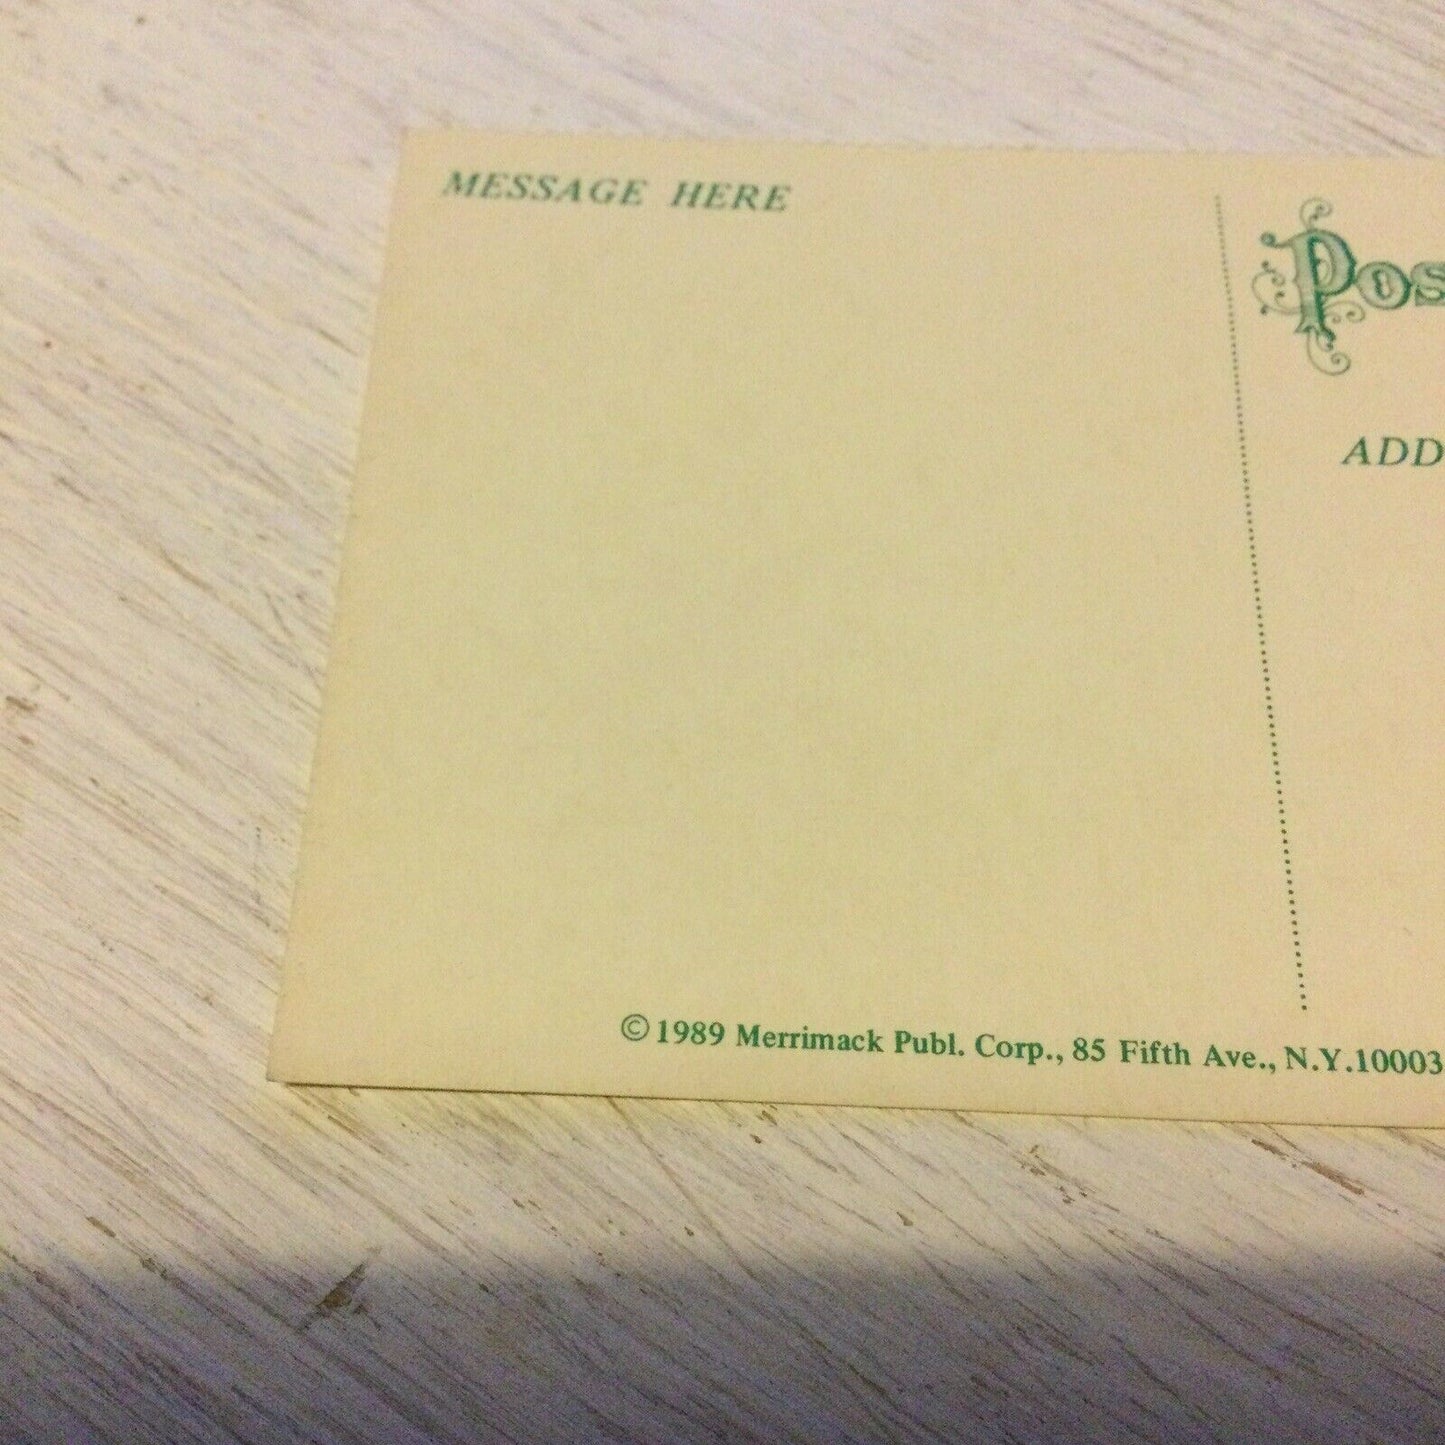 MESSAGE HERE
Pos
ADD
©1989 Merrimack Publ. Corp., 85 Fifth Ave., N.Y.10003